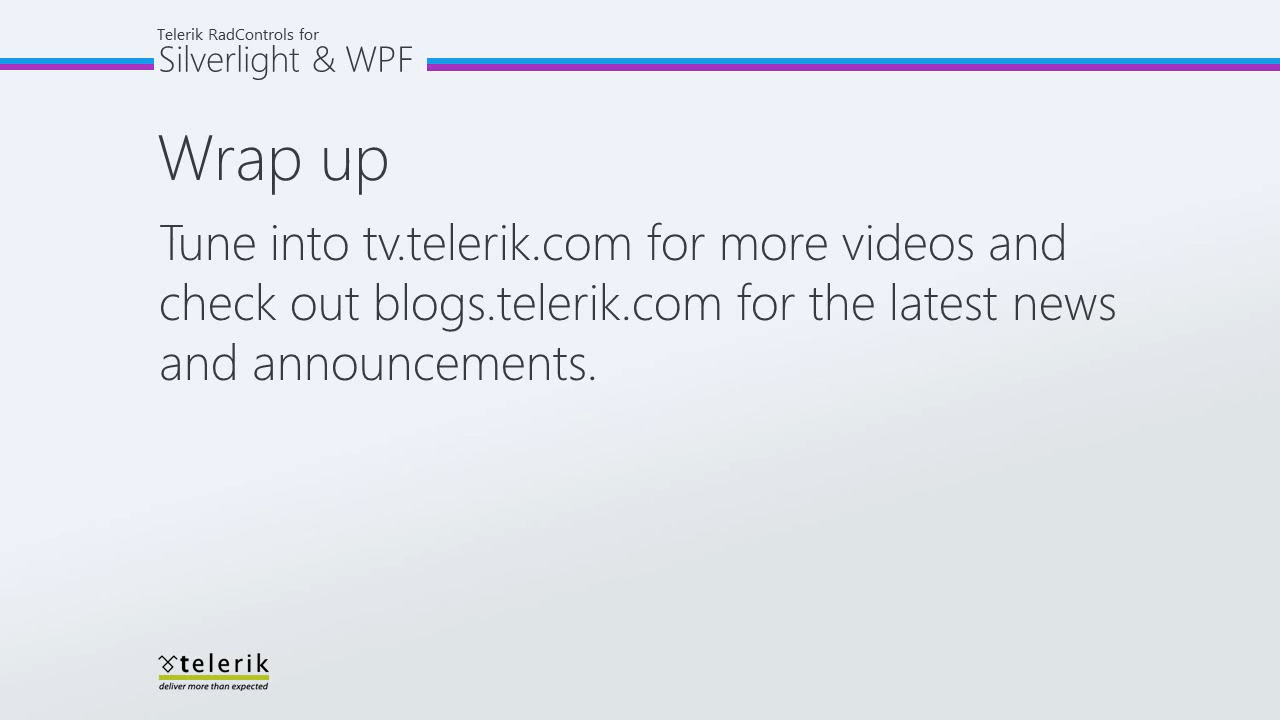 Telerik RadControls for
Silverlight & WPF
Wrap up
Tune into tv.telerik.com for more videos and
check out blogs.telerik.com for the latest news
and announcements.
telerik
deliver more than expected